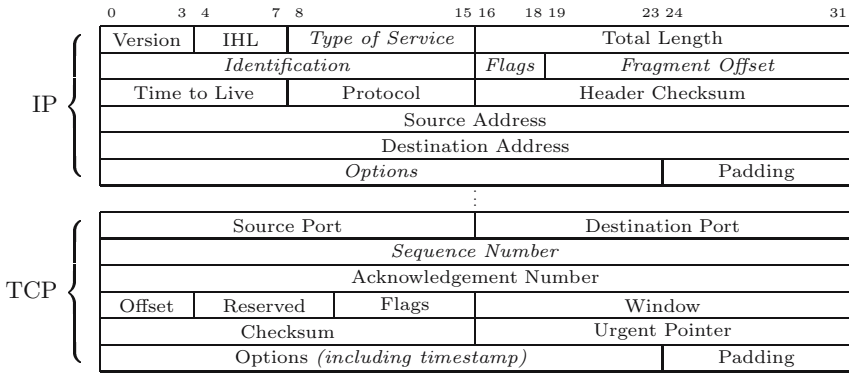 0 3 4 7 8 15 16 18 19 23 24 31
Version IHL Type of Service Total Length
Identification Flags Fragment Offset
IP Time to Live Protocol Header Checksum
Source Address
Destination Address
Options Padding
⋮
Source Port Destination Port
Sequence Number
Acknowledgement Number
TCP Offset Reserved Flags Window
Checksum Urgent Pointer
Options (including timestamp) Padding